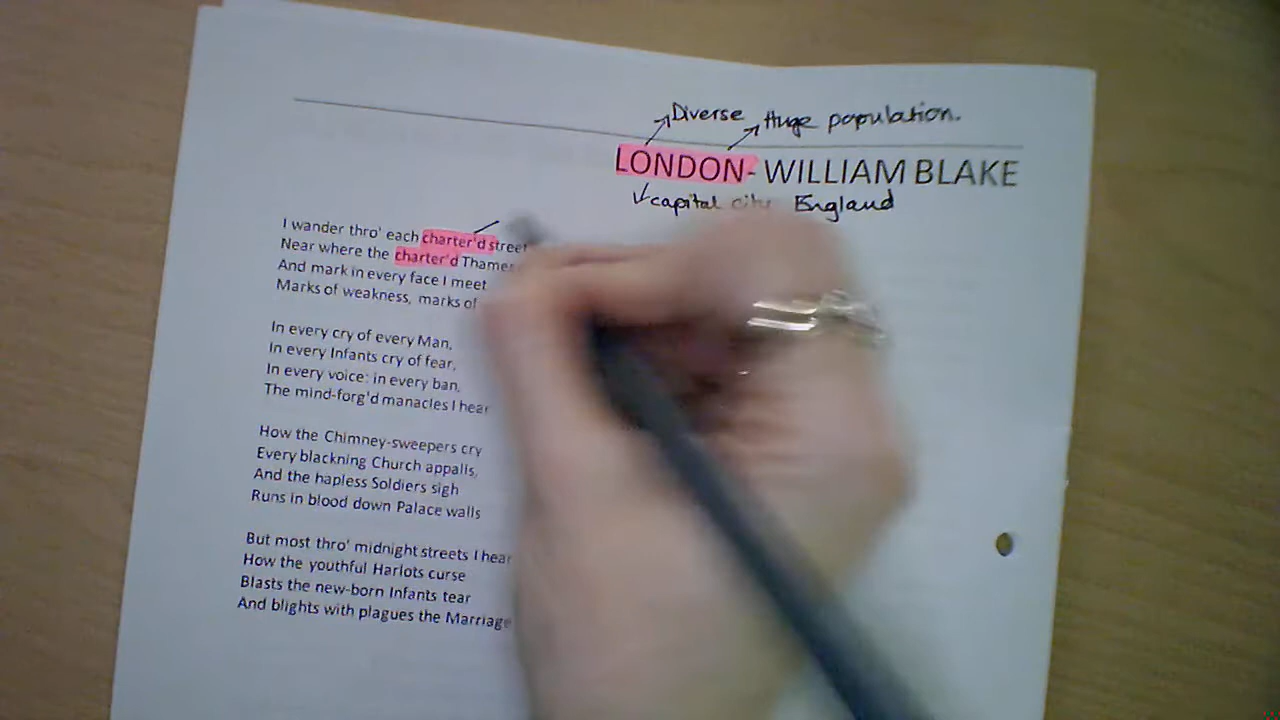 Diverse Huge population.
LONDON- WILLIAM BLAKE
capital city England
I wander thro' each charter'd street
Near where the charter'd Thames
And mark in every face I meet
Marks of weakness, marks of
In every cry of every Man,
In every Infants cry of fear,
In every voice: in every ban,
The mind-forg'd manacles I hear
How the Chimney-sweepers cry
Every blackning Church appalls,
And the hapless Soldiers sigh
Runs in blood down Palace walls
But most thro' midnight streets I hear
How the youthful Harlots curse
Blasts the new-born Infants tear
And blights with plagues the Marriage